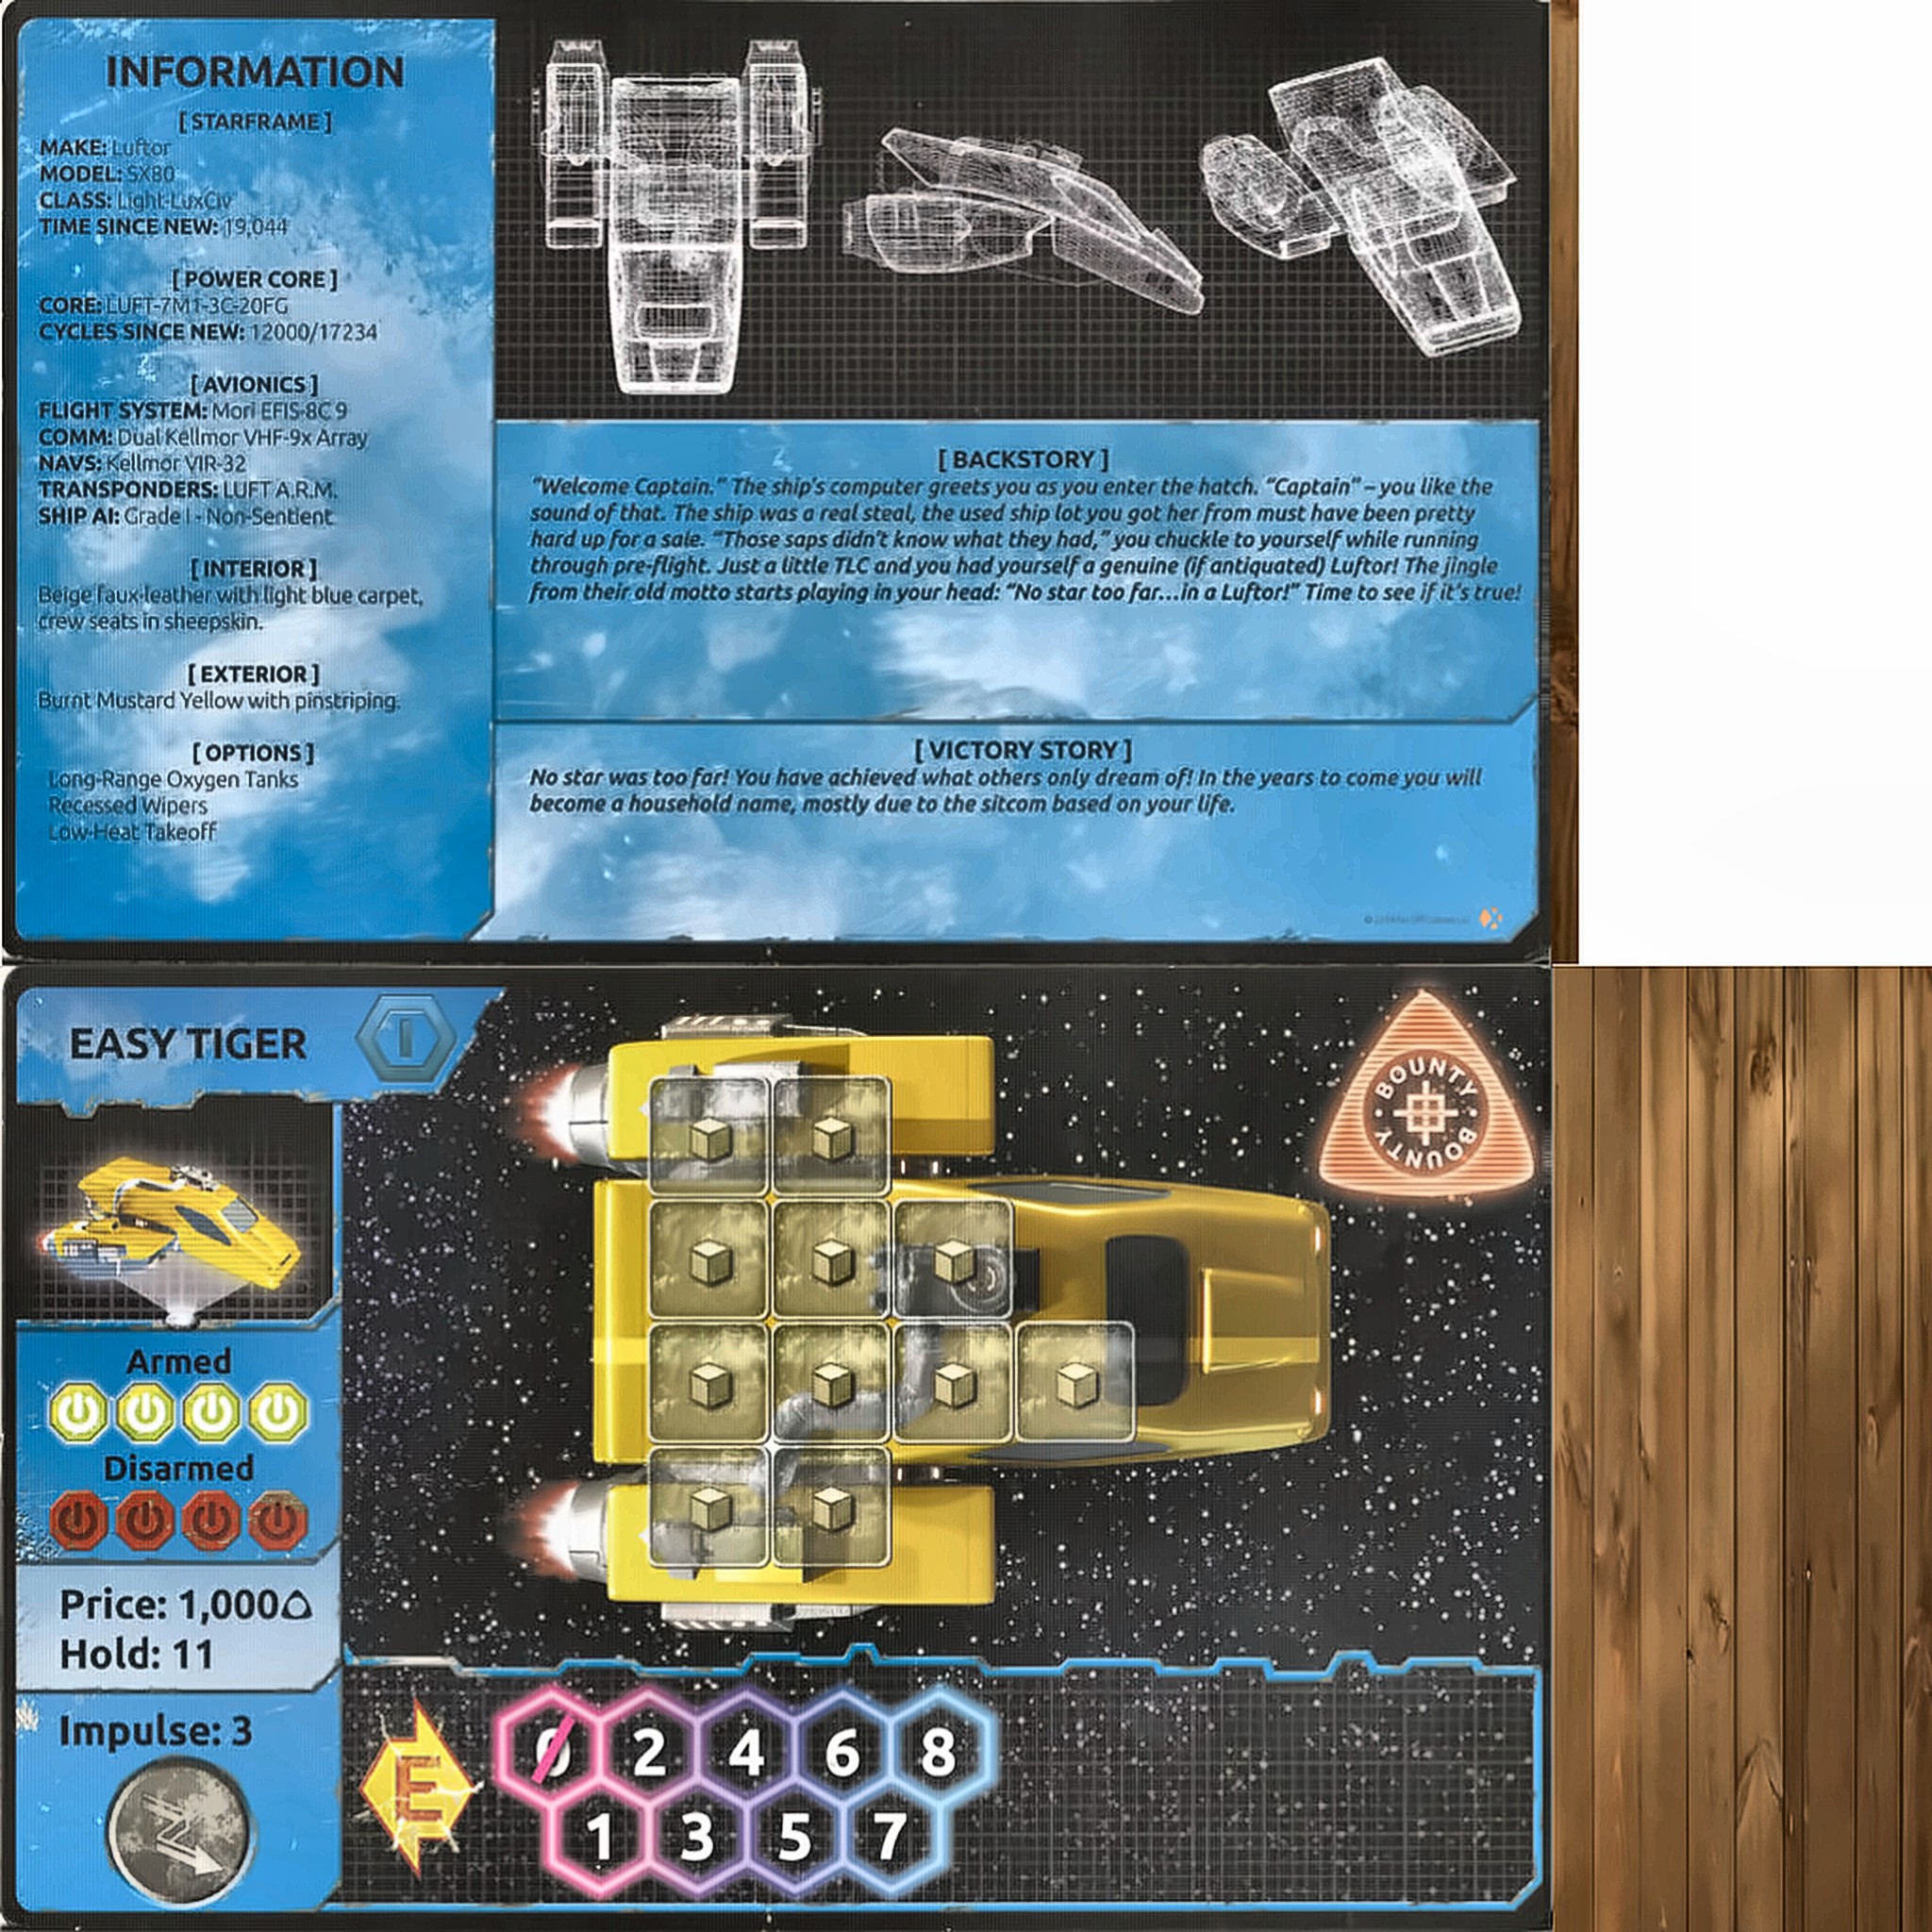 INFORMATION
[ STARFRAME ]
MAKE: Luftor
MODEL: SX80
CLASS: Light-LuxCiv
TIME SINCE NEW: 19,044
[ POWER CORE ]
CORE: LUFT-7M1-3C-20FG
CYCLES SINCE NEW: 12000/17234
[ AVIONICS ]
FLIGHT SYSTEM: Mori EFIS-8C 9
COMM: Dual Kellmor VHF-9x Array
NAVS: Kellmor VIR-32
TRANSPONDERS: LUFT A.R.M.
SHIP AI: Grade I - Non-Sentient
[ INTERIOR ]
Beige faux-leather with light blue carpet,
crew seats in sheepskin.
[ EXTERIOR ]
Burnt Mustard Yellow with pinstriping.
[ OPTIONS ]
Long-Range Oxygen Tanks
Recessed Wipers
Low-Heat Takeoff
[ BACKSTORY ]
“Welcome Captain.” The ship's computer greets you as you enter the hatch. “Captain” – you like the
sound of that. The ship was a real steal, the used ship lot you got her from must have been pretty
hard up for a sale. “Those saps didn't know what they had,” you chuckle to yourself while running
through pre-flight. Just a little TLC and you had yourself a genuine (if antiquated) Luftor! The jingle
from their old motto starts playing in your head: “No star too far...in a Luftor!” Time to see if it's true!
[ VICTORY STORY ]
No star was too far! You have achieved what others only dream of! In the years to come you will
become a household name, mostly due to the sitcom based on your life.
EASY TIGER
I
BOUNTY
BOUNTY
Armed
Disarmed
Price: 1,000
Hold: 11
Impulse: 3
E
0 2 4 6 8
1 3 5 7